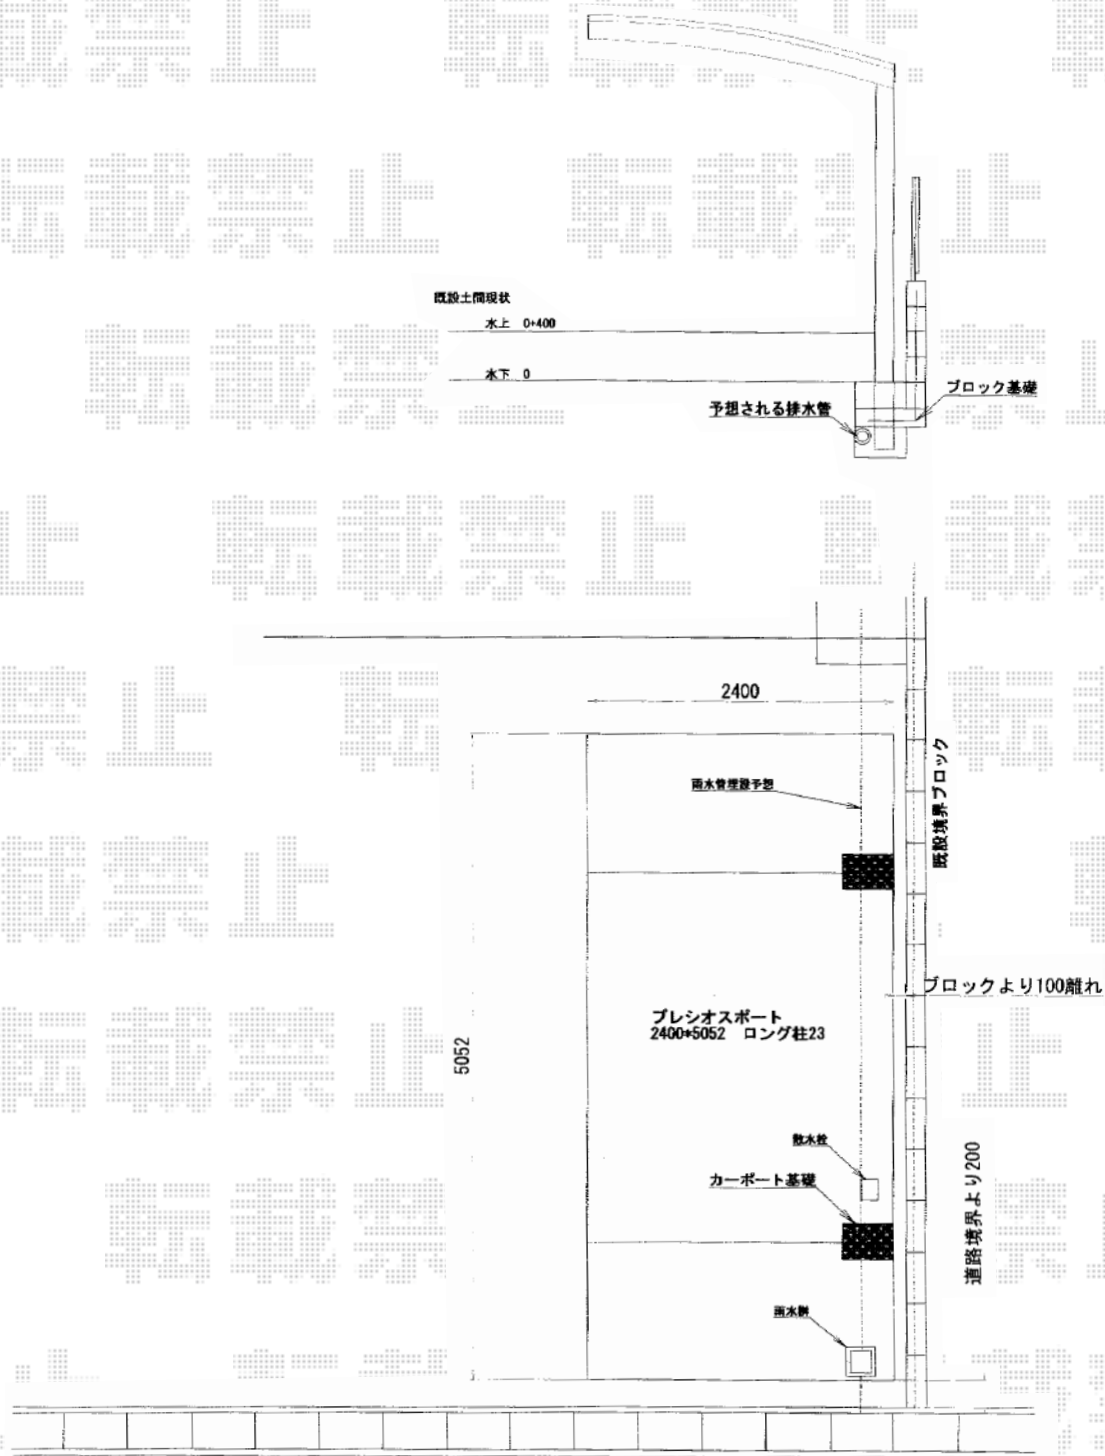 既設土間現状
水上 0+400
水下 0
ブロック基礎
予想される排水管
2400
雨水管埋設予想
既設境界ブロック
ブロックより100離れ
プレシオスポート
2400*5052 ロング柱23
5052
散水栓
カーポート基礎
道路境界より200
雨水桝
転載禁止